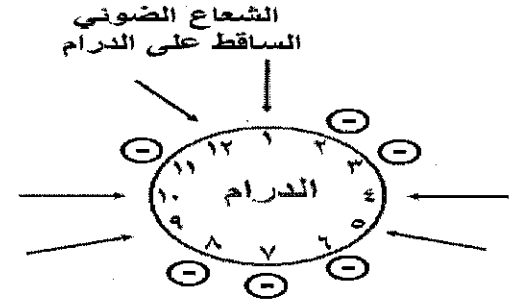 الشعاع الضوئي
الساقط على الدرام
١
١٢ ٢
١١ ٣
الدرام
١٠ ٤
٩ ٥
٨ ٦
٧